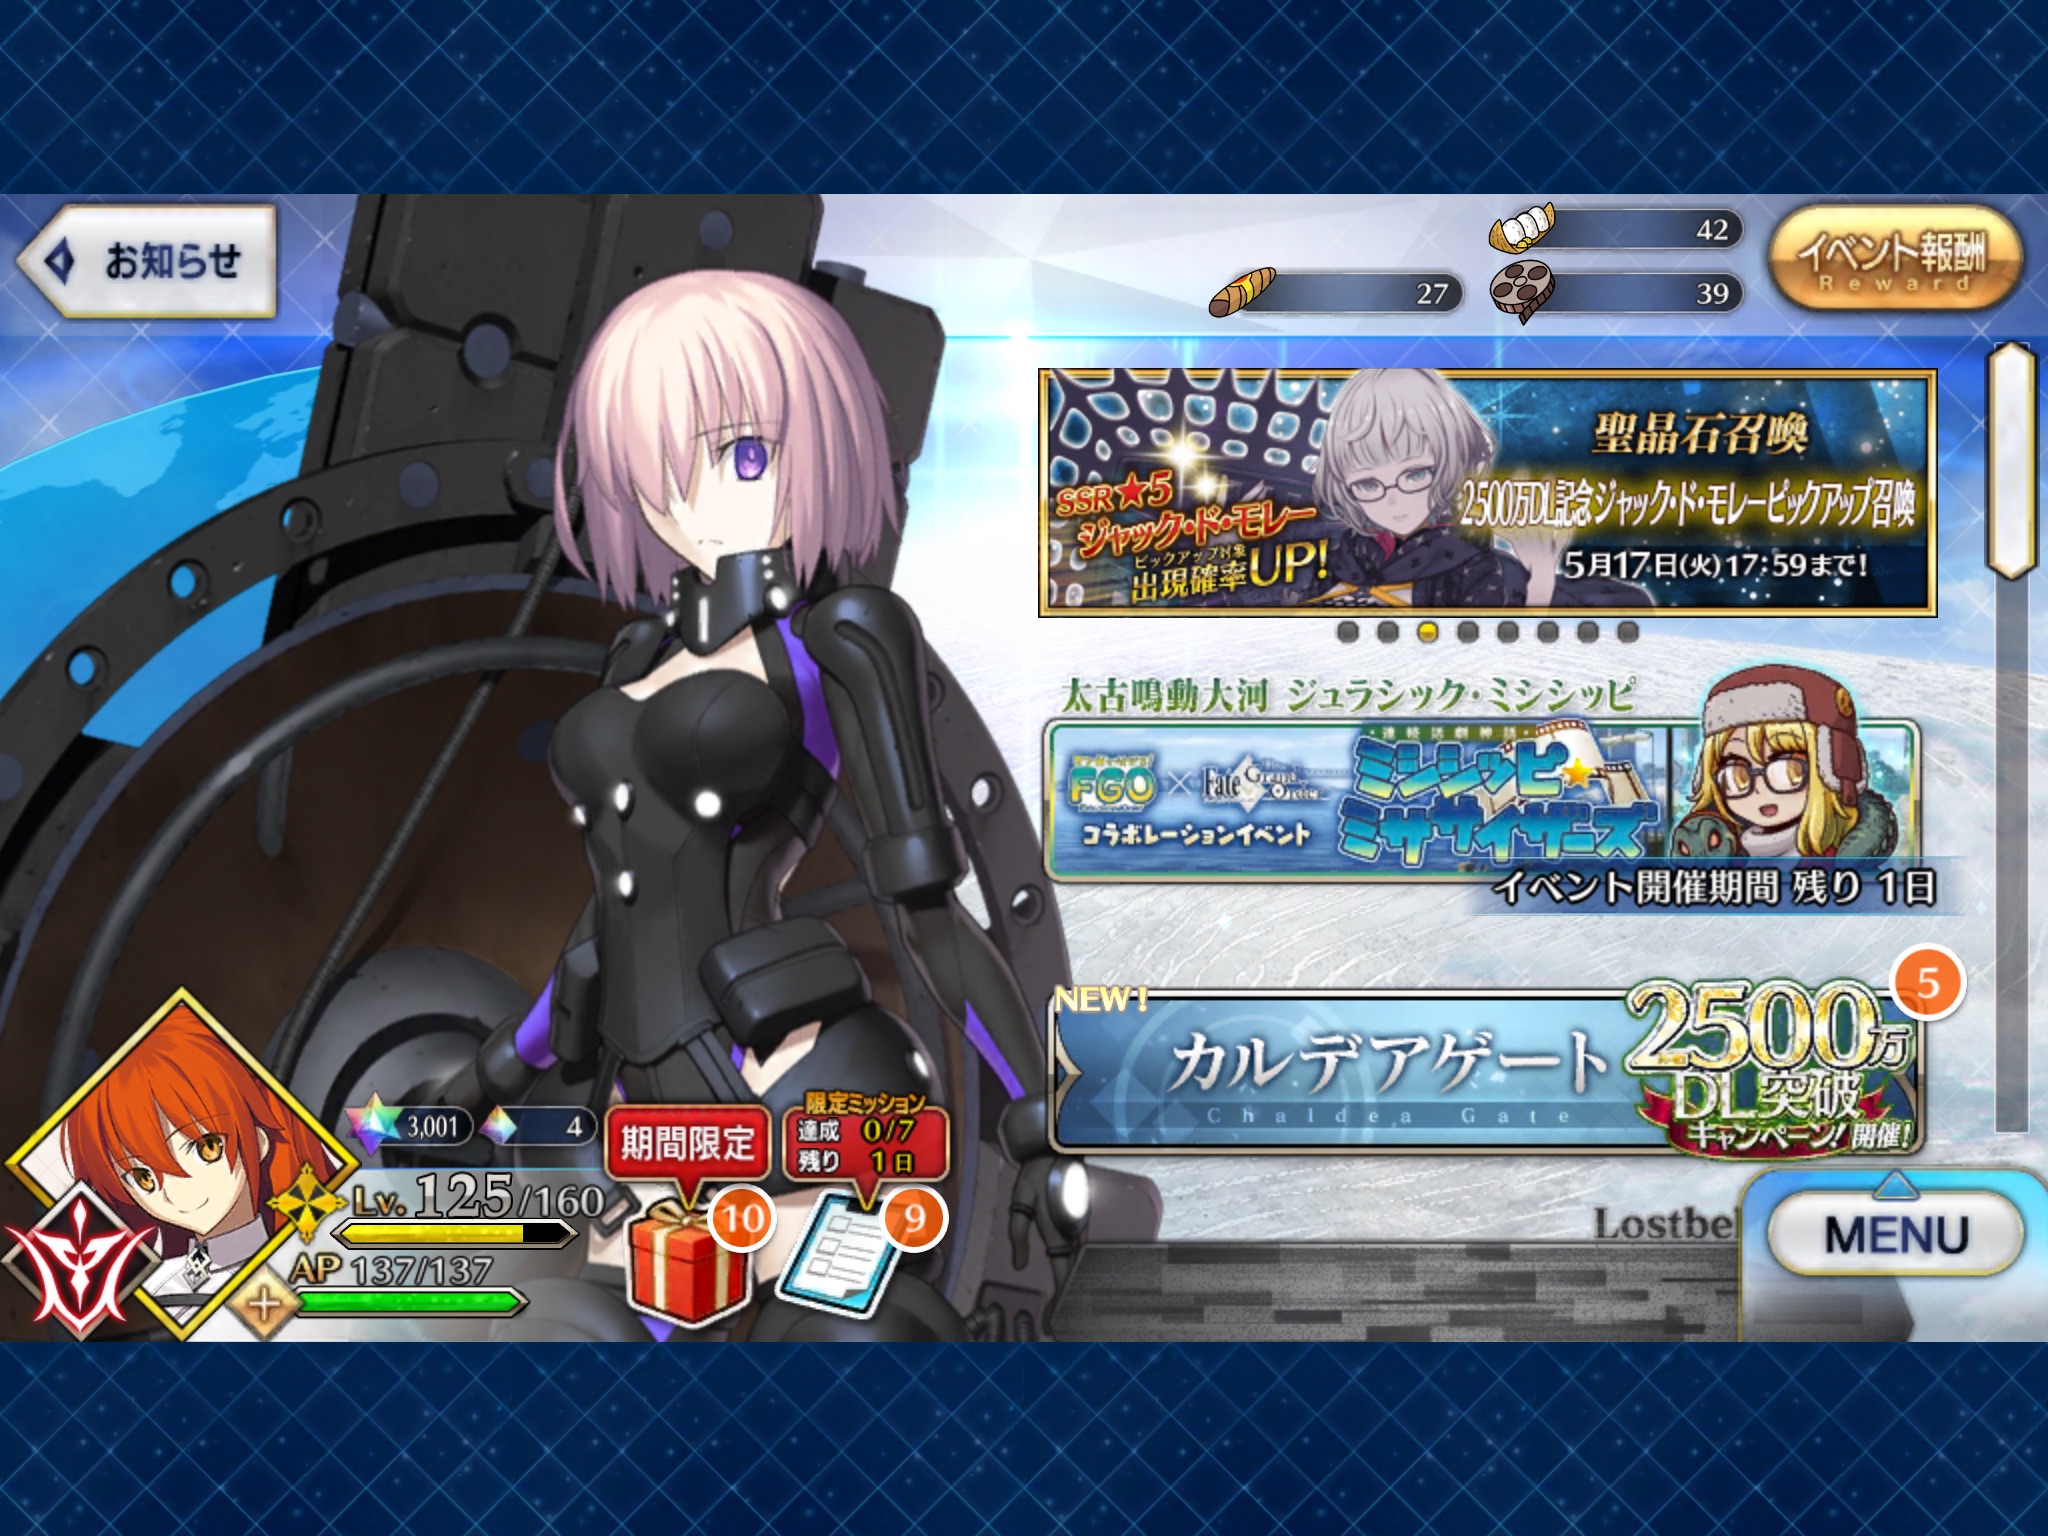 お知らせ
42
27
39
イベント報酬
Reward
聖晶石召喚
2500万DL記念ジャック・ド・モレーピックアップ召喚
SSR★5
ジャック・ド・モレー
ピックアップ対象
出現確率UP!
5月17日(火)17:59まで!
太古鳴動大河 ジュラシック・ミシシッピ
FGO × Fate Grand Order
コラボレーションイベント
連続活劇神話
ミシシッピ
ミササイザーズ
イベント開催期間 残り 1日
NEW!
5
カルデアゲート
Chaldea Gate
2500万
DL突破
キャンペーン!開催!
3,001
4
期間限定
限定ミッション
達成 0/7
残り 1日
Lv. 125/160
10
9
AP 137/137
Lostbel
MENU